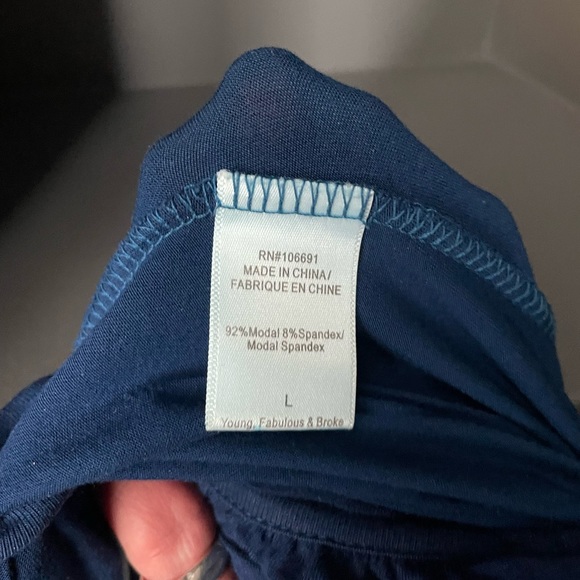 RN#106691
MADE IN CHINA/
FABRIQUE EN CHINE
92%Modal 8%Spandex/
Modal Spandex
L
Young, Fabulous & Broke